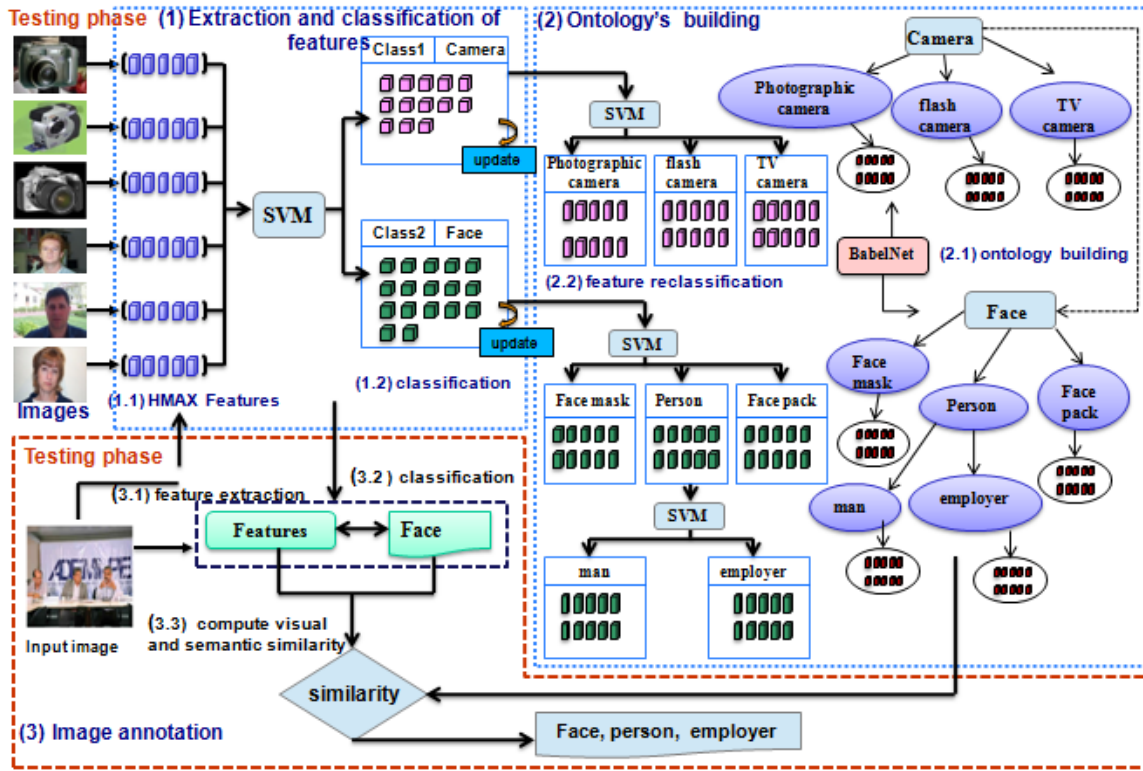 Testing phase
(1) Extraction and classification of
features
Class1 Camera
update
SVM
Class2 Face
update
(1.2) classification
(1.1) HMAX Features
Images
(2) Ontology's building
SVM
Photographic
camera
flash
camera
TV
camera
(2.2) feature reclassification
SVM
Face mask
Person
Face pack
SVM
man
employer
Camera
Photographic
camera
flash
camera
TV
camera
BabelNet
(2.1) ontology building
Face
Face
mask
Person
Face
pack
man
employer
Testing phase
(3.1) feature extraction
(3.2) classification
Features
Face
Input image
(3.3) compute visual
and semantic similarity
similarity
(3) Image annotation
Face, person, employer